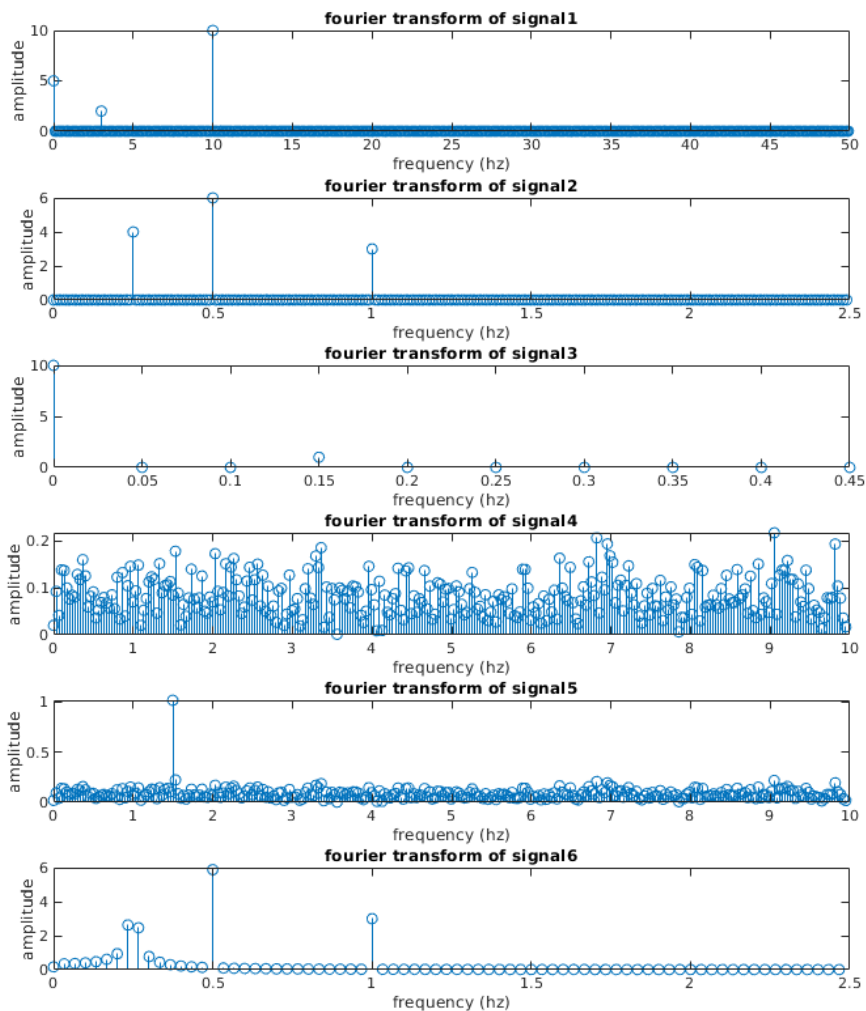 fourier transform of signal1
10
5
0
amplitude
0 5 10 15 20 25 30 35 40 45 50
frequency (hz)
fourier transform of signal2
6
4
2
0
amplitude
0 0.5 1 1.5 2 2.5
frequency (hz)
fourier transform of signal3
10
5
0
amplitude
0 0.05 0.1 0.15 0.2 0.25 0.3 0.35 0.4 0.45
frequency (hz)
fourier transform of signal4
0.2
0.1
0
amplitude
0 1 2 3 4 5 6 7 8 9 10
frequency (hz)
fourier transform of signal5
1
0.5
0
amplitude
0 1 2 3 4 5 6 7 8 9 10
frequency (hz)
fourier transform of signal6
6
4
2
0
amplitude
0 0.5 1 1.5 2 2.5
frequency (hz)